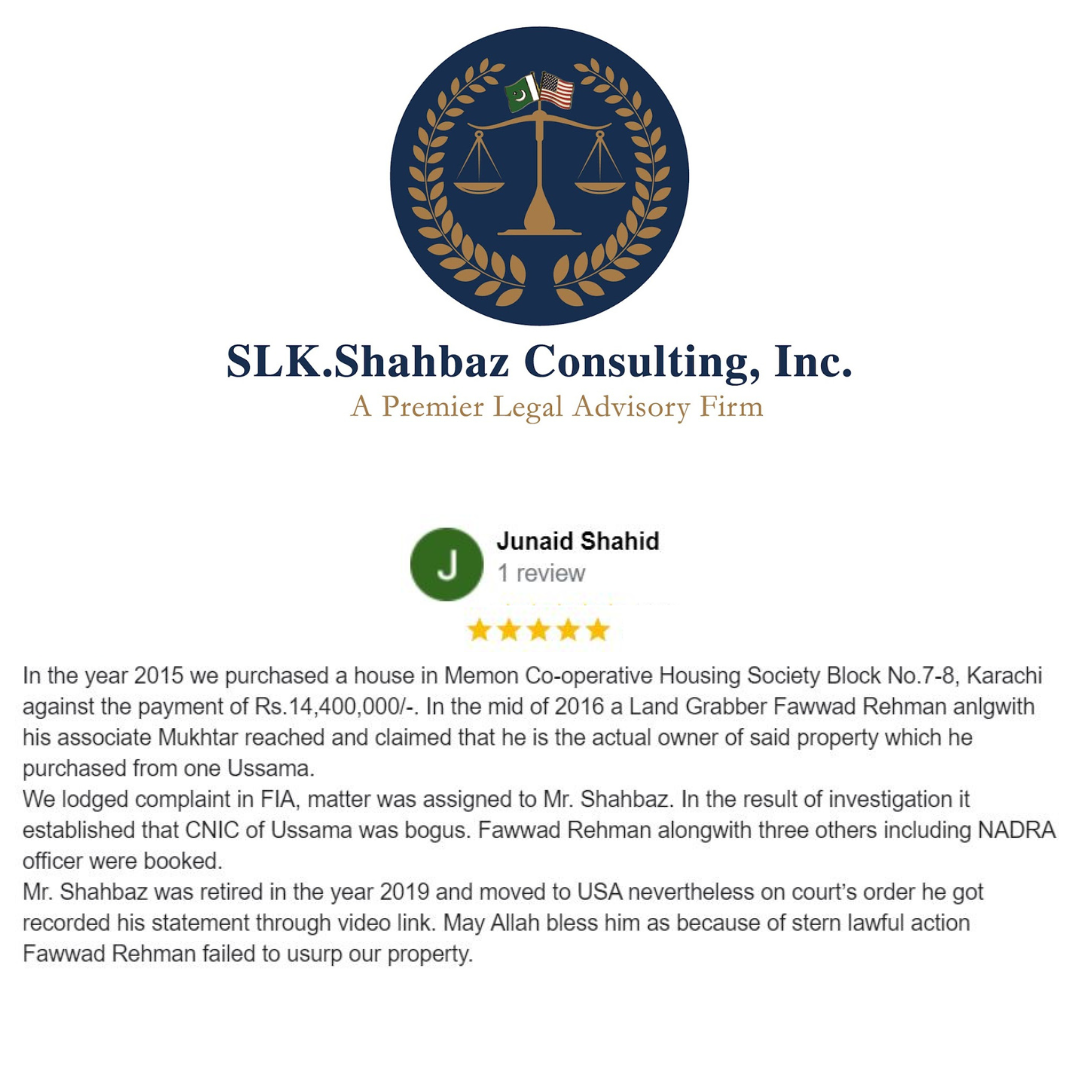 SLK.Shahbaz Consulting, Inc.
A Premier Legal Advisory Firm
J
Junaid Shahid
1 review
In the year 2015 we purchased a house in Memon Co-operative Housing Society Block No.7-8, Karachi
against the payment of Rs.14,400,000/-. In the mid of 2016 a Land Grabber Fawwad Rehman anlgwith
his associate Mukhtar reached and claimed that he is the actual owner of said property which he
purchased from one Ussama.
We lodged complaint in FIA, matter was assigned to Mr. Shahbaz. In the result of investigation it
established that CNIC of Ussama was bogus. Fawwad Rehman alongwith three others including NADRA
officer were booked.
Mr. Shahbaz was retired in the year 2019 and moved to USA nevertheless on court's order he got
recorded his statement through video link. May Allah bless him as because of stern lawful action
Fawwad Rehman failed to usurp our property.